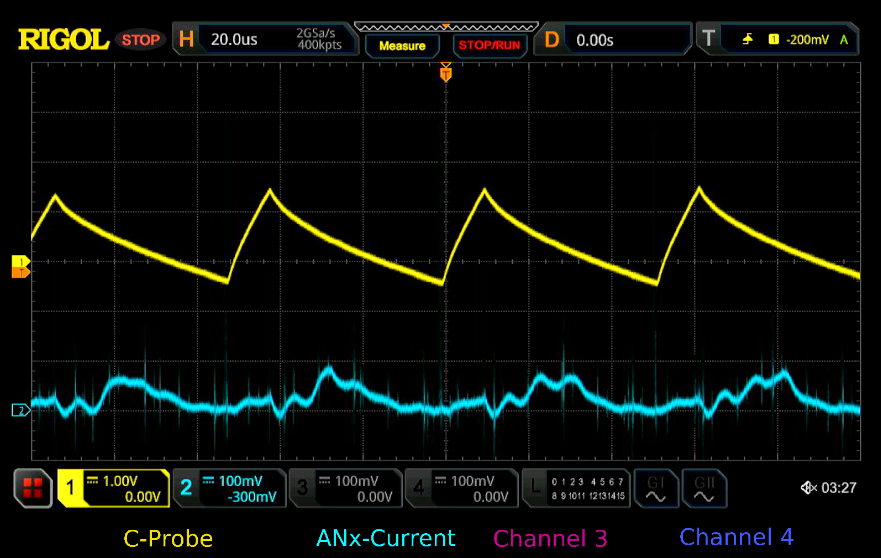 RIGOL STOP H 20.0us 2GSa/s 400kpts Measure STOP/RUN D 0.00s T 1 -200mV A
T
1
T
2
1 1.00V 0.00V 2 100mV -300mV 3 100mV 0.00V 4 100mV 0.00V L 0 1 2 3 4 5 6 7 8 9 10 11 12 13 14 15 GI GII 03:27
C-Probe ANx-Current Channel 3 Channel 4